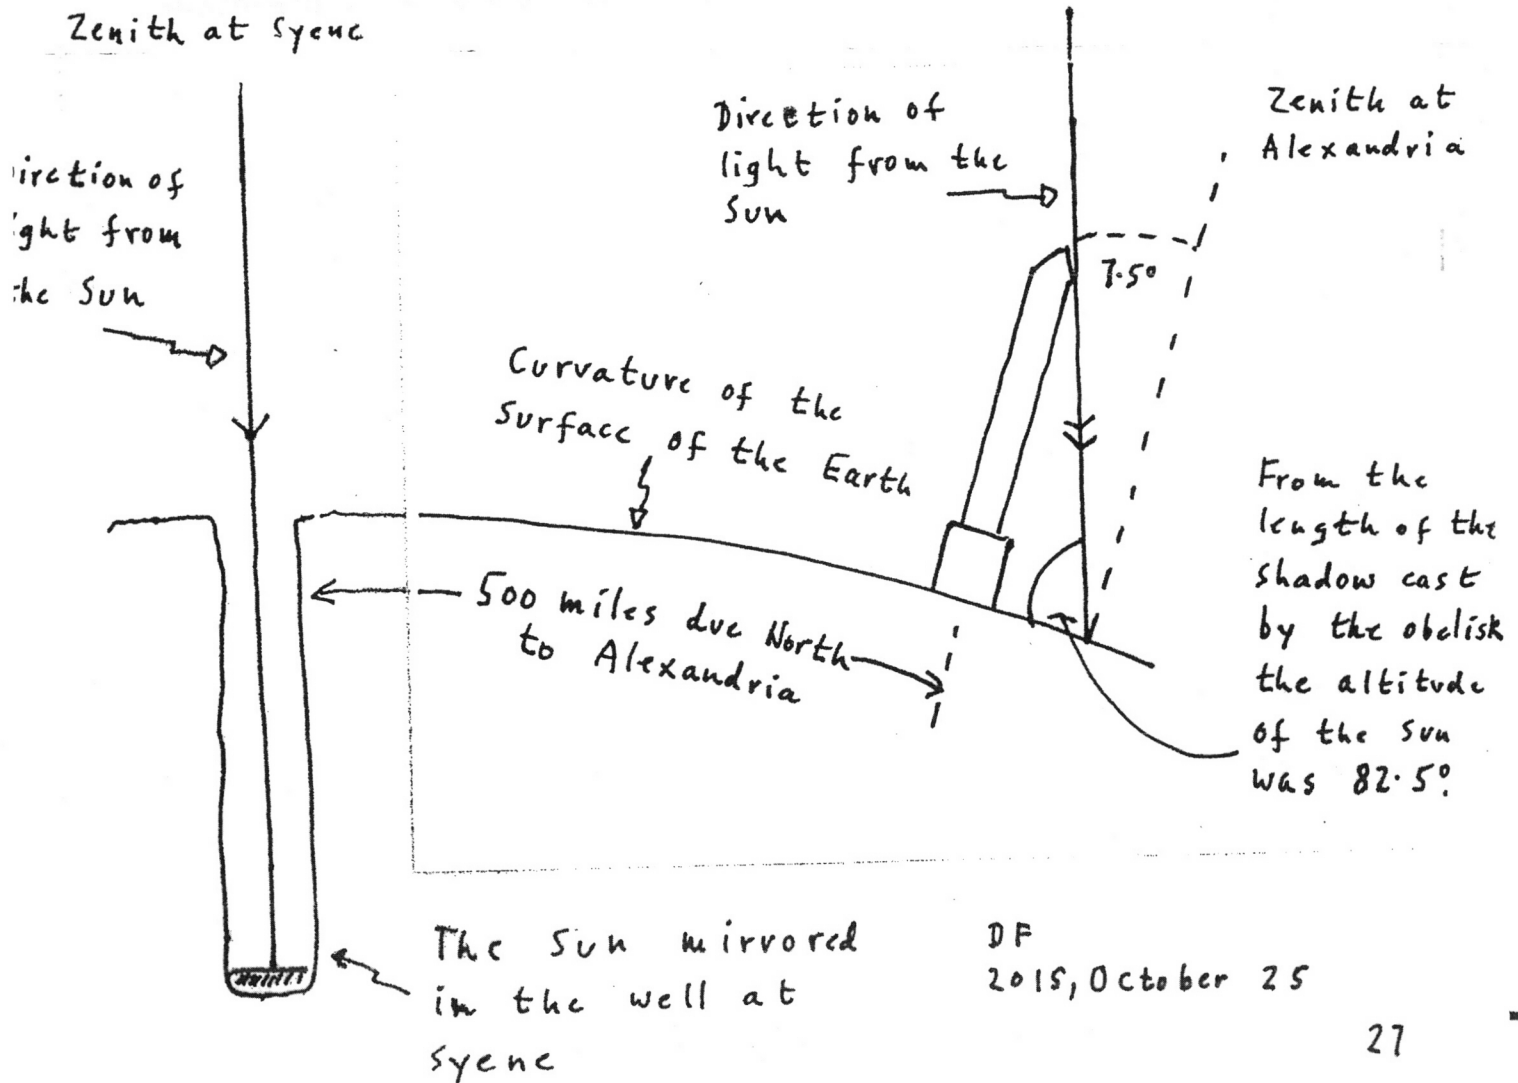 Zenith at Syene
irection of
ight from
the Sun
Direction of
light from the
Sun
Zenith at
Alexandria
7.5°
Curvature of the
surface of the Earth
500 miles due North
to Alexandria
From the
length of the
shadow cast
by the obelisk
the altitude
of the Sun
was 82.5°.
The Sun mirrored
in the well at
Syene
DF
2015, October 25
27